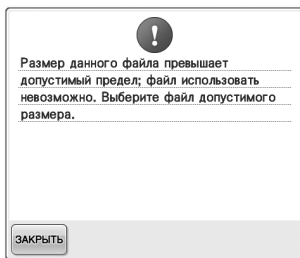 Размер данного файла превышает
допустимый предел; файл использовать
невозможно. Выберите файл допустимого
размера.
ЗАКРЫТЬ